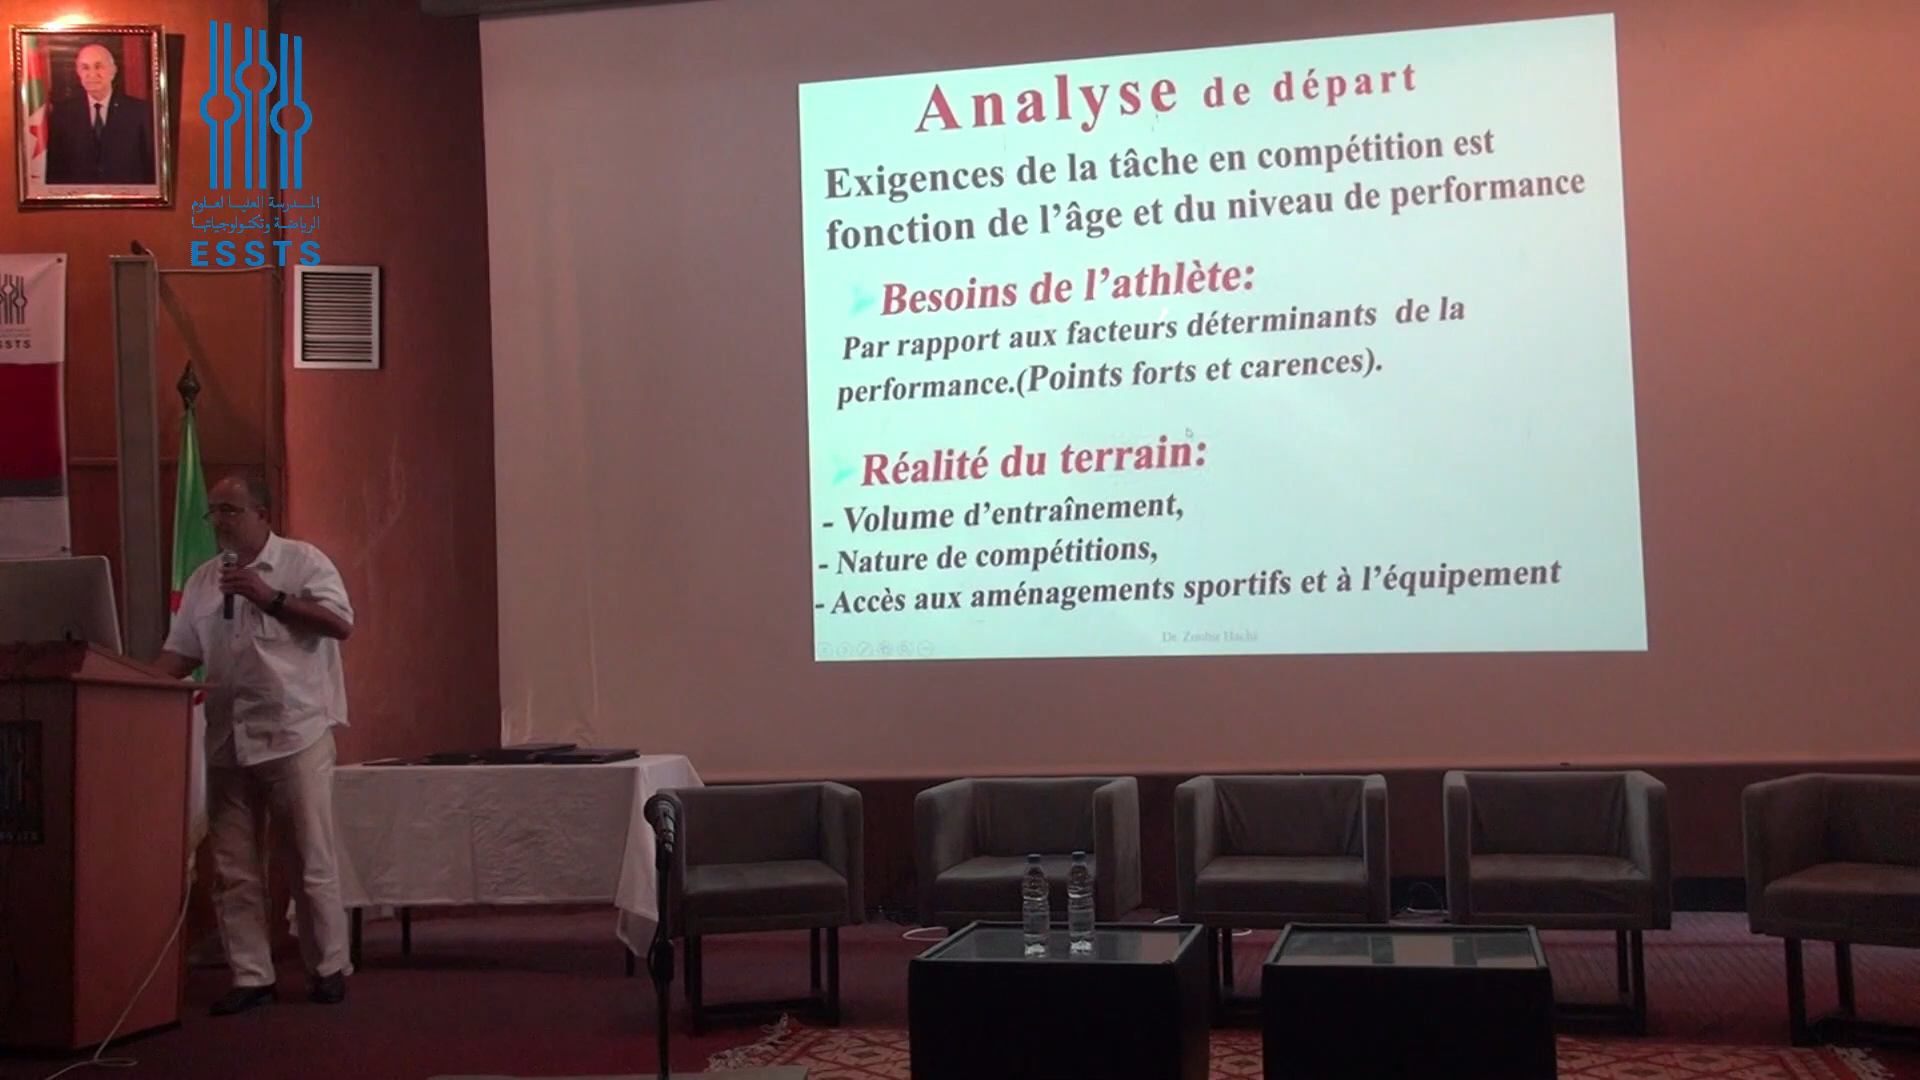 المدرسة العليا لعلوم
الرياضة وتكنولوجياتها
ESSTS
Analyse de départ
Exigences de la tâche en compétition est
fonction de l’âge et du niveau de performance
Besoins de l’athlète:
Par rapport aux facteurs déterminants de la
performance.(Points forts et carences).
Réalité du terrain:
- Volume d’entraînement,
- Nature de compétitions,
- Accès aux aménagements sportifs et à l’équipement